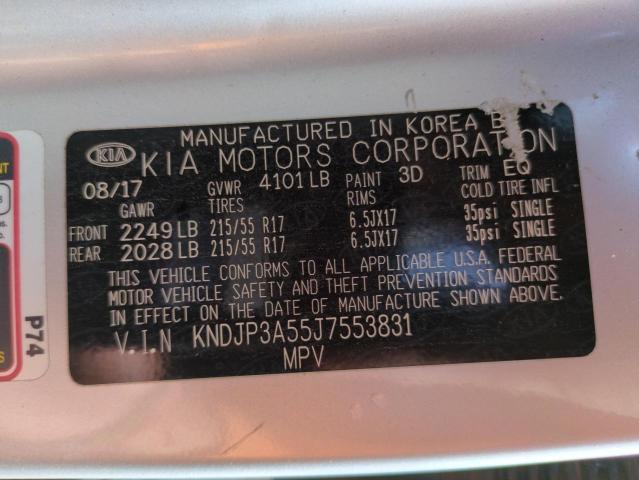 MANUFACTURED IN KOREA B
KIA KIA MOTORS CORPORATION
08/17 GVWR 4101 LB PAINT 3D TRIM EQ
GAWR TIRES RIMS COLD TIRE INFL
FRONT 2249 LB 215/55 R17 6.5JX17 35psi SINGLE
REAR 2028 LB 215/55 R17 6.5JX17 35psi SINGLE
THIS VEHICLE CONFORMS TO ALL APPLICABLE U.S.A. FEDERAL
MOTOR VEHICLE SAFETY AND THEFT PREVENTION STANDARDS
IN EFFECT ON THE DATE OF MANUFACTURE SHOWN ABOVE.
V.I.N KNDJP3A55J7553831
MPV
P74